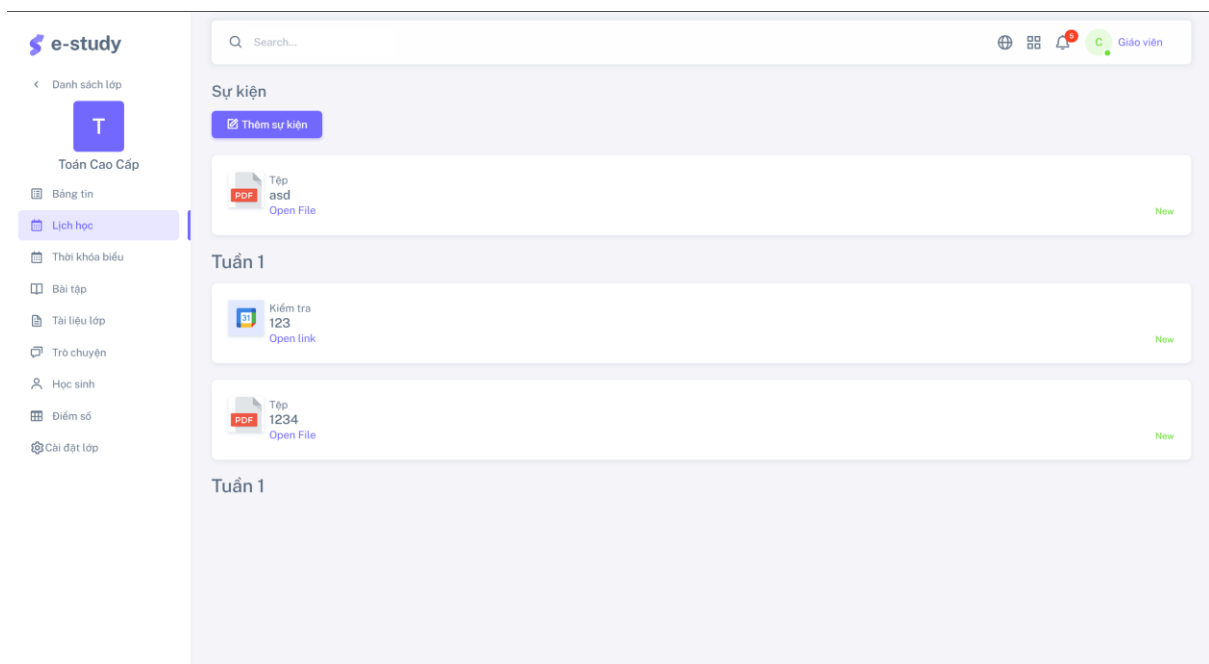 e-study
Danh sách lớp
T
Toán Cao Cấp
Bảng tin
Lịch học
Thời khóa biểu
Bài tập
Tài liệu lớp
Trò chuyện
Học sinh
Điểm số
Cài đặt lớp
Search...
5
C
Giáo viên
Sự kiện
Thêm sự kiện
PDF
Tệp
asd
Open File
New
Tuần 1
31
Kiểm tra
123
Open link
New
PDF
Tệp
1234
Open File
New
Tuần 1